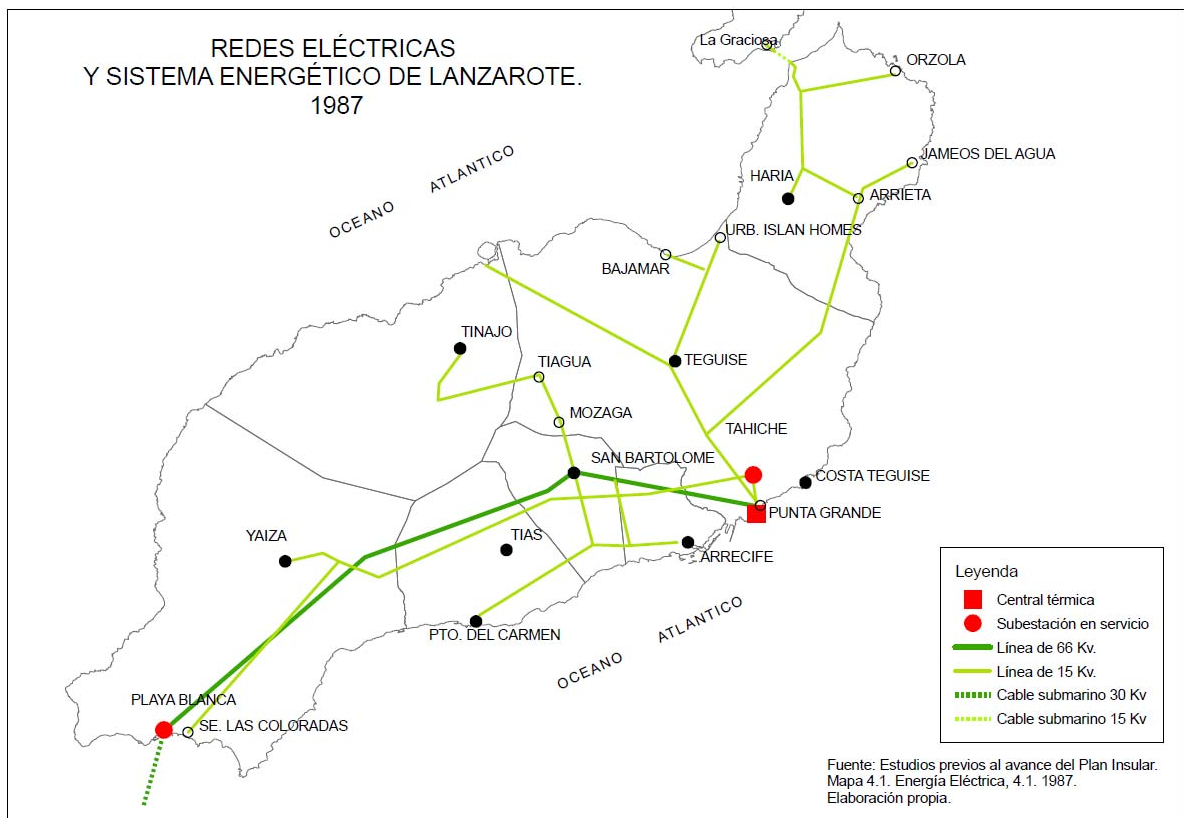 REDES ELÉCTRICAS
Y SISTEMA ENERGÉTICO DE LANZAROTE.
1987
La Graciosa
ORZOLA
OCEANO ATLANTICO
JAMEOS DEL AGUA
HARIA
ARRIETA
URB. ISLAN HOMES
BAJAMAR
TINAJO
TIAGUA
TEGUISE
MOZAGA
TAHICHE
SAN BARTOLOME
COSTA TEGUISE
PUNTA GRANDE
YAIZA
TIAS
ARRECIFE
PTO. DEL CARMEN
OCEANO ATLANTICO
PLAYA BLANCA
SE. LAS COLORADAS
Leyenda
Central térmica
Subestación en servicio
Línea de 66 Kv.
Línea de 15 Kv.
Cable submarino 30 Kv
Cable submarino 15 Kv
Fuente: Estudios previos al avance del Plan Insular.
Mapa 4.1. Energía Eléctrica, 4.1. 1987.
Elaboración propia.